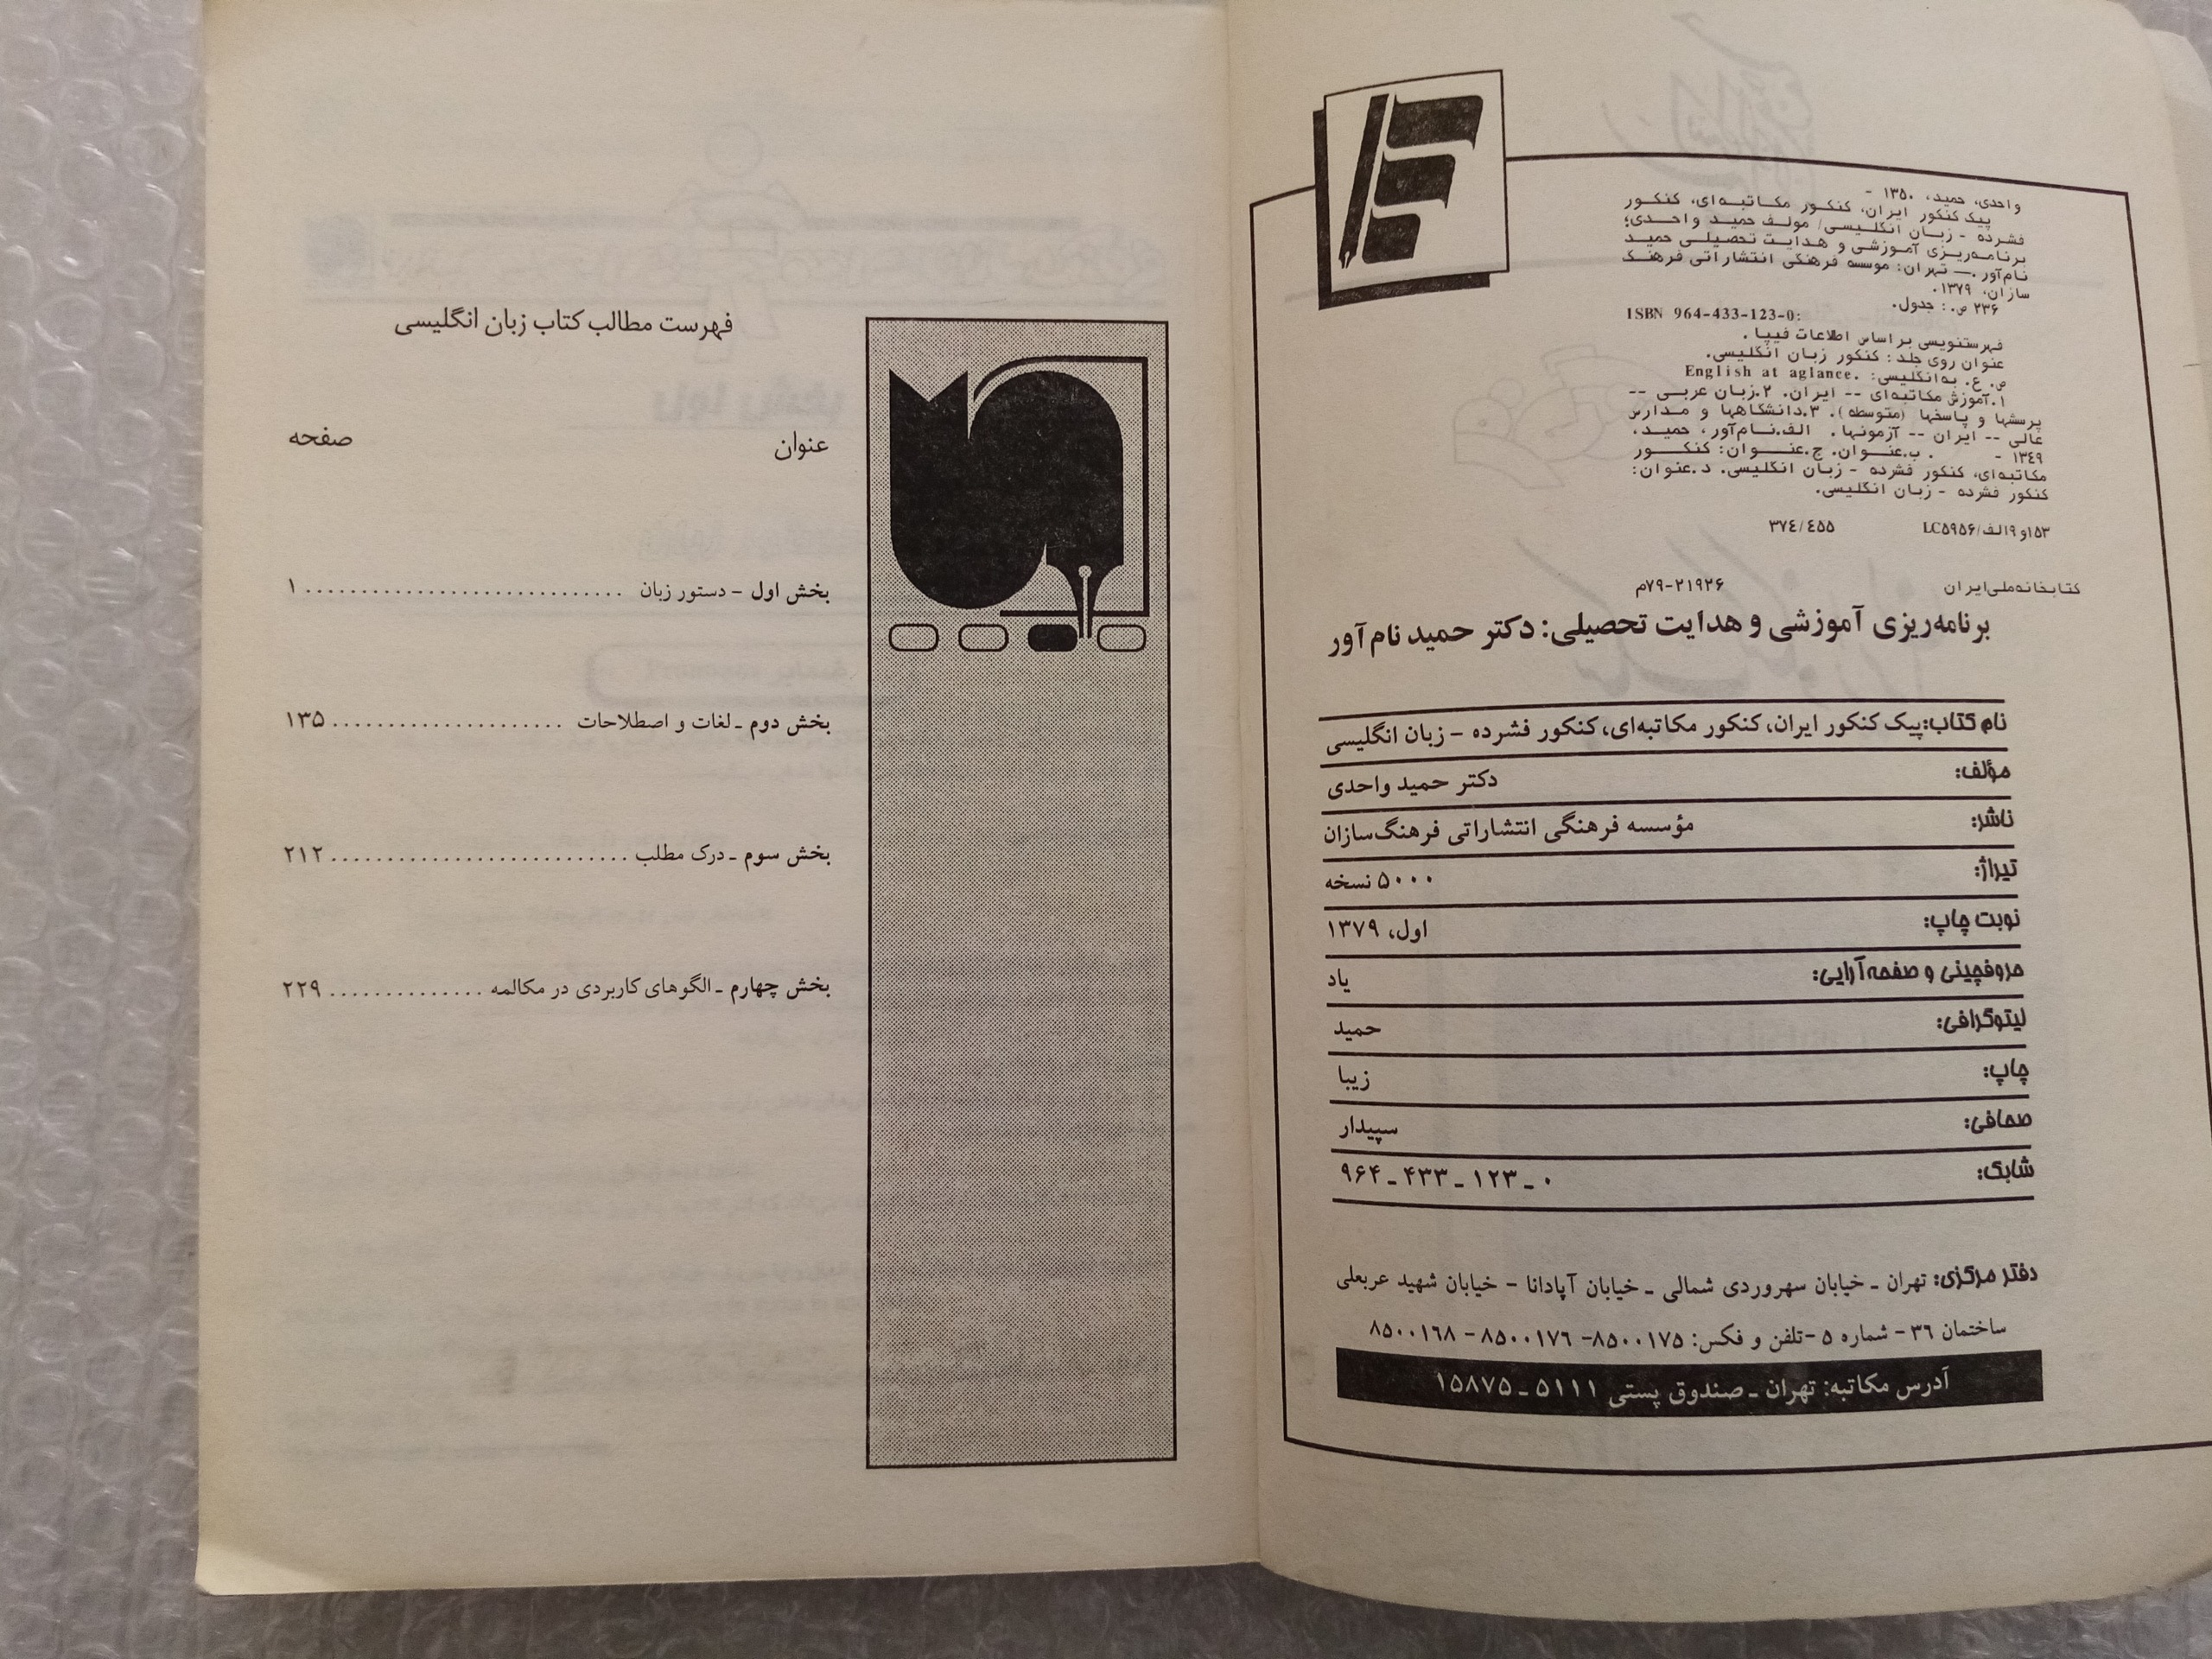 واحدی، حمید، ۱۳۵۰ -
پیک کنکور ایران، کنکور مکاتبه‌ای، کنکور
فشرده - زبان انگلیسی/ مولف حمید واحدی؛
برنامه‌ریزی آموزشی و هدایت تحصیلی حمید
نام‌آور .— تهران: موسسه فرهنگی انتشاراتی فرهنگ
سازان، ۱۳۷۹.
۲۳۶ ص.: جدول.
ISBN 964-433-123-0:
فهرستنویسی براساس اطلاعات فیپا .
عنوان روی جلد: کنکور زبان انگلیسی.
ص. ع. به‌انگلیسی: English at aglance.
۱.آموزش مکاتبه‌ای -- ایران. ۲.زبان عربی --
پرسشها و پاسخها (متوسطه). ۳.دانشگاهها و مدارس
عالی -- ایران -- آزمونها. الف.نام‌آور، حمید،
۱۳٤۹ - . ب.عنوان. ج.عنوان: کنکور
مکاتبه‌ای، کنکور فشرده - زبان انگلیسی. د.عنوان:
کنکور فشرده - زبان انگلیسی.
۳۷٤/٤۵۵ LC۵۹۵۶/الف۱۹و۱۵۳
کتابخانه‌ملی‌ایران ۷۹-۲۱۹۲۶م
برنامه‌ریزی آموزشی و هدایت تحصیلی: دکتر حمید نام‌آور
نام کتاب: پیک کنکور ایران، کنکور مکاتبه‌ای، کنکور فشرده - زبان انگلیسی
مؤلف: دکتر حمید واحدی
ناشر: مؤسسه فرهنگی انتشاراتی فرهنگ‌سازان
تیراژ: ۵۰۰۰ نسخه
نوبت چاپ: اول، ۱۳۷۹
حروفچینی و صفحه‌آرایی: یاد
لیتوگرافی: حمید
چاپ: زیبا
صحافی: سپیدار
شابک: ۰ ـ ۱۲۳ ـ ۴۳۳ ـ ۹۶۴
دفتر مرکزی: تهران ـ خیابان سهروردی شمالی ـ خیابان آپادانا - خیابان شهید عربعلی
ساختمان ۳۶ - شماره ۵ -تلفن و فکس: ۸۵۰۰۱۷۵- ۸۵۰۰۱۷۶ - ۸۵۰۰۱۶۸
آدرس مکاتبه: تهران ـ صندوق پستی ۵۱۱۱ ـ ۱۵۸۷۵
فهرست مطالب کتاب زبان انگلیسی
عنوان صفحه
بخش اول - دستور زبان ............................ ۱
بخش دوم ـ لغات و اصطلاحات ..................... ۱۳۵
بخش سوم ـ درک مطلب ........................... ۲۱۲
بخش چهارم ـ الگوهای کاربردی در مکالمه .............. ۲۲۹